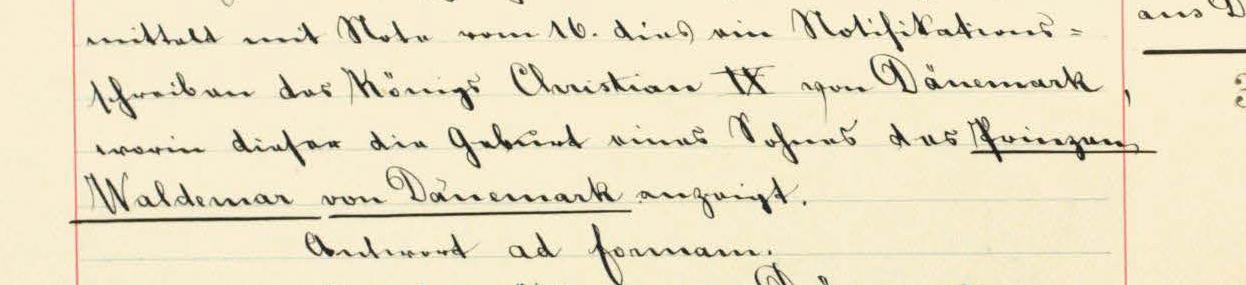 mittelt mit Note vom 16. dies ein Notifikations=
schreiben des Königs Christian IX von Dänemark,
worin dieser die Geburt eines Sohnes des Prinzen
Waldemar von Dänemark anzeigt.
Antwort ad formam.
aus D